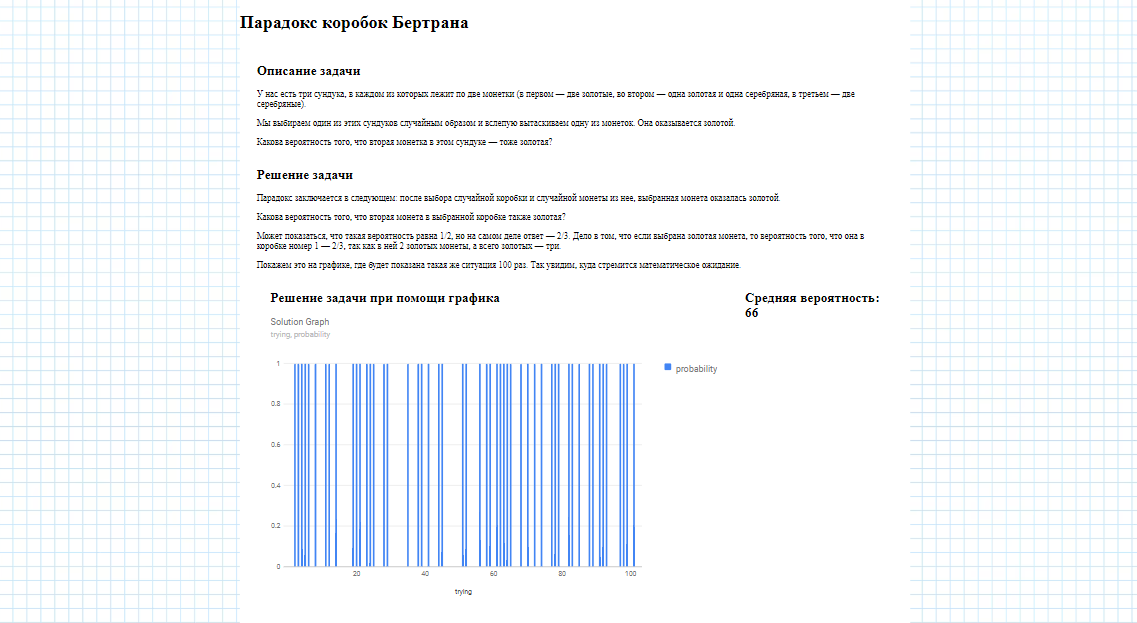 Парадокс коробок Бертрана
Описание задачи
У нас есть три сундука, в каждом из которых лежит по две монетки (в первом — две золотые, во втором — одна золотая и одна серебряная, в третьем — две
серебряные).
Мы выбираем один из этих сундуков случайным образом и вслепую вытаскиваем одну из монеток. Она оказывается золотой.
Какова вероятность того, что вторая монетка в этом сундуке — тоже золотая?
Решение задачи
Парадокс заключается в следующем: после выбора случайной коробки и случайной монеты из нее, выбранная монета оказалась золотой.
Какова вероятность того, что вторая монета в выбранной коробке также золотая?
Может показаться, что такая вероятность равна 1/2, но на самом деле ответ — 2/3. Дело в том, что если выбрана золотая монета, то вероятность того, что она в
коробке номер 1 — 2/3, так как в ней 2 золотых монеты, а всего золотых — три.
Покажем это на графике, где будет показана такая же ситуация 100 раз. Так увидим, куда стремится математическое ожидание.
Решение задачи при помощи графика
Средняя вероятность:
66
Solution Graph
trying, probability
probability
1
0.8
0.6
0.4
0.2
0
20 40 60 80 100
trying